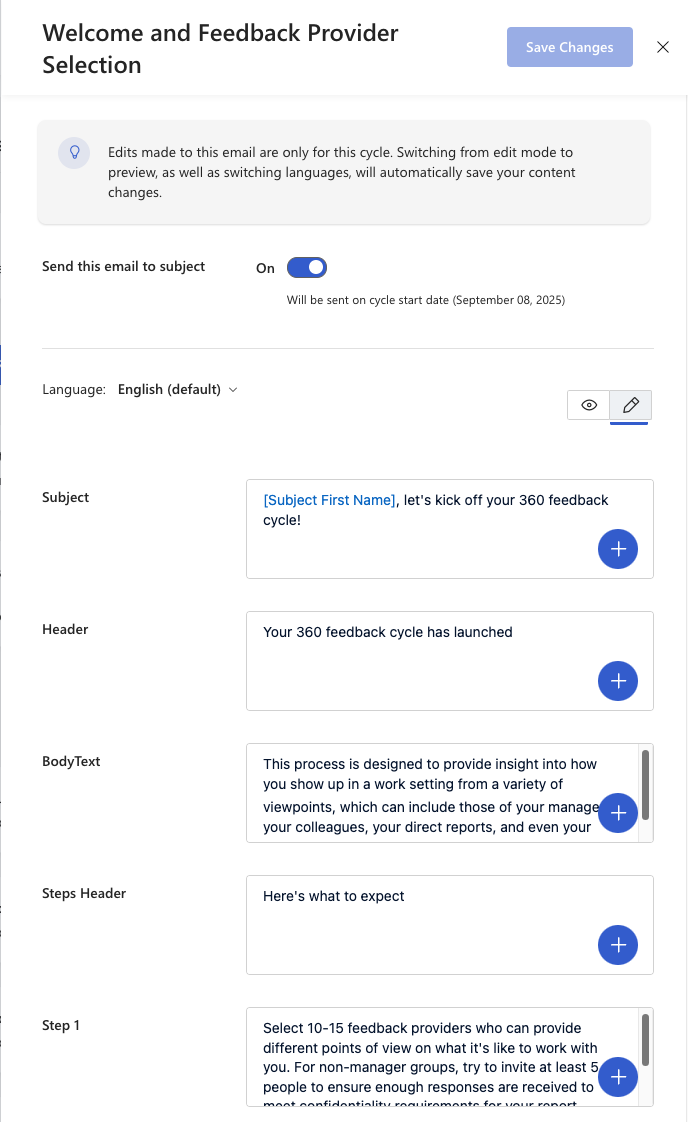 Welcome and Feedback Provider
Selection
Save Changes
Edits made to this email are only for this cycle. Switching from edit mode to
preview, as well as switching languages, will automatically save your content
changes.
Send this email to subject
On
Will be sent on cycle start date (September 08, 2025)
Language: English (default)
Subject
[Subject First Name], let's kick off your 360 feedback
cycle!
Header
Your 360 feedback cycle has launched
BodyText
This process is designed to provide insight into how
you show up in a work setting from a variety of
viewpoints, which can include those of your manage
your colleagues, your direct reports, and even your
Steps Header
Here's what to expect
Step 1
Select 10-15 feedback providers who can provide
different points of view on what it's like to work with
you. For non-manager groups, try to invite at least 5
people to ensure enough responses are received to
meet confidentiality requirements for your report